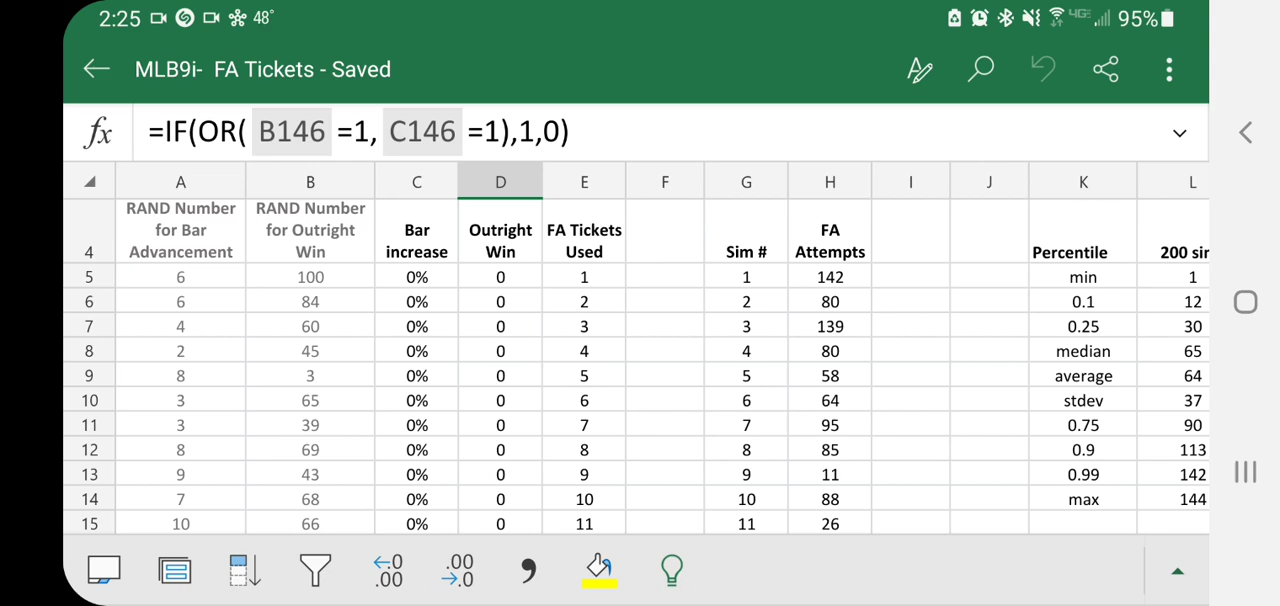 2:25 48° 4GE 95%
MLB9i- FA Tickets - Saved
fx =IF(OR( B146 =1, C146 =1),1,0)
A B C D E F G H I J K L
4 RAND Number for Bar Advancement RAND Number for Outright Win Bar increase Outright Win FA Tickets Used Sim # FA Attempts Percentile 200 sir
5 6 100 0% 0 1 1 142 min 1
6 6 84 0% 0 2 2 80 0.1 12
7 4 60 0% 0 3 3 139 0.25 30
8 2 45 0% 0 4 4 80 median 65
9 8 3 0% 0 5 5 58 average 64
10 3 65 0% 0 6 6 64 stdev 37
11 3 39 0% 0 7 7 95 0.75 90
12 8 69 0% 0 8 8 85 0.9 113
13 9 43 0% 0 9 9 11 0.99 142
14 7 68 0% 0 10 10 88 max 144
15 10 66 0% 0 11 11 26
.0 .00 .00 .0